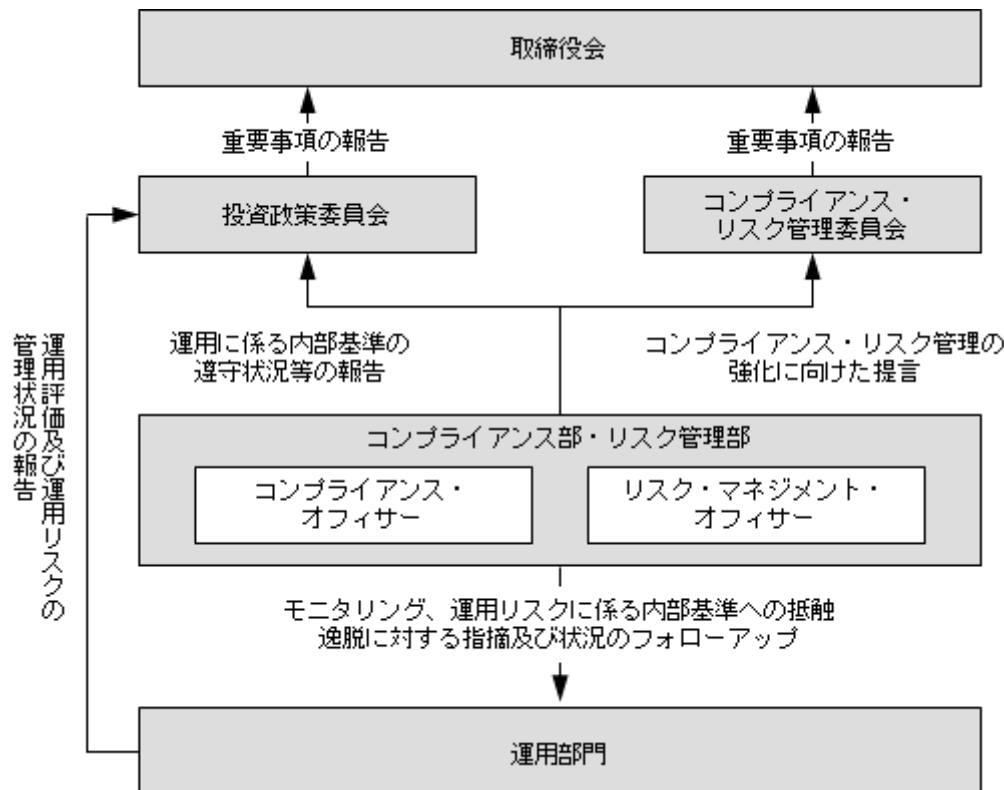 取締役会
重要事項の報告
重要事項の報告
投資政策委員会
コンプライアンス・
リスク管理委員会
運用に係る内部基準の
遵守状況等の報告
コンプライアンス・リスク管理の
強化に向けた提言
運用評価及び運用リスクの
管理状況の報告
コンプライアンス部・リスク管理部
コンプライアンス・
オフィサー
リスク・マネジメント・
オフィサー
モニタリング、運用リスクに係る内部基準への抵触
逸脱に対する指摘及び状況のフォローアップ
運用部門